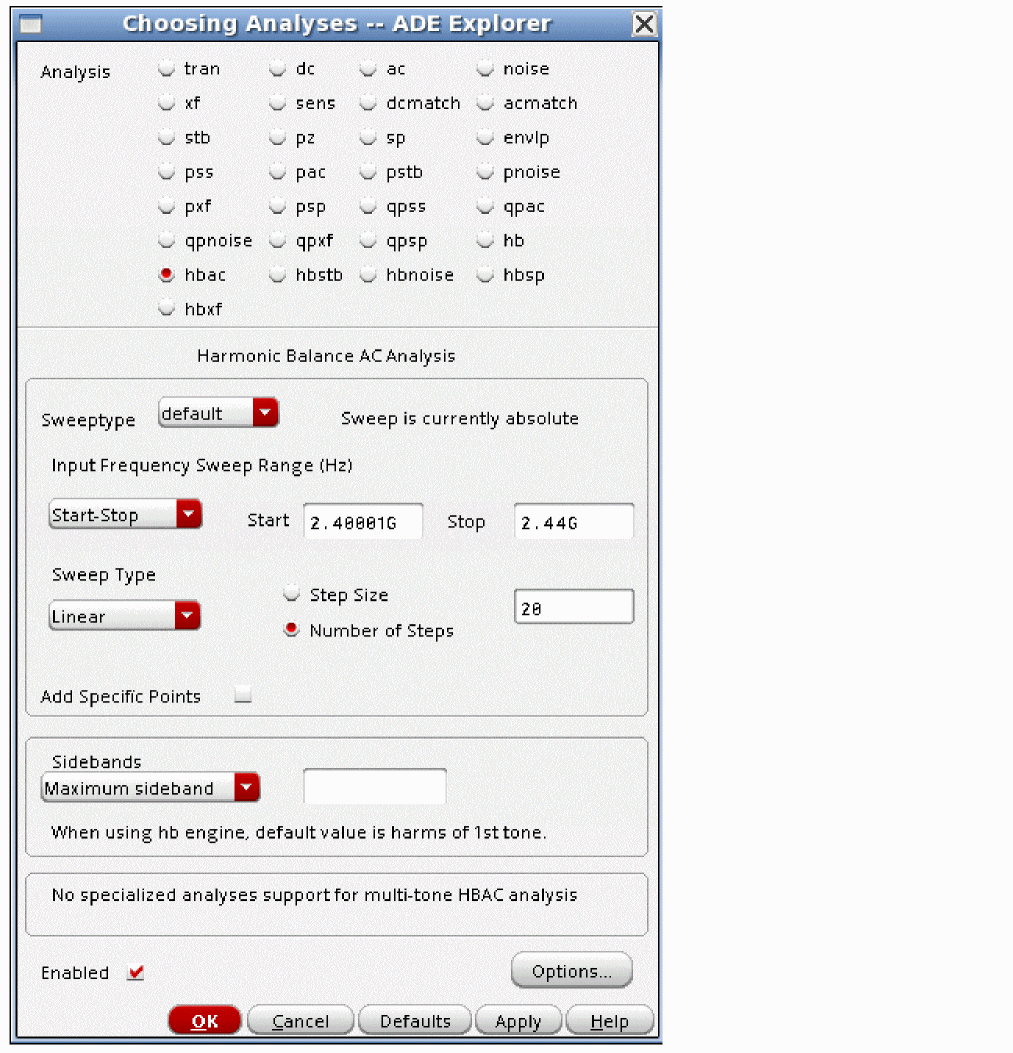 Choosing Analyses -- ADE Explorer
Analysis tran dc ac noise
xf sens dcmatch acmatch
stb pz sp envlp
pss pac pstb pnoise
pxf psp qpss qpac
qpnoise qpxf qpsp hb
hbac hbstb hbnoise hbsp
hbxf
Harmonic Balance AC Analysis
Sweeptype default Sweep is currently absolute
Input Frequency Sweep Range (Hz)
Start-Stop Start 2.40001G Stop 2.44G
Sweep Type
Linear
Step Size
Number of Steps
20
Add Specific Points
Sidebands
Maximum sideband
When using hb engine, default value is harms of 1st tone.
No specialized analyses support for multi-tone HBAC analysis
Enabled Options...
OK Cancel Defaults Apply Help